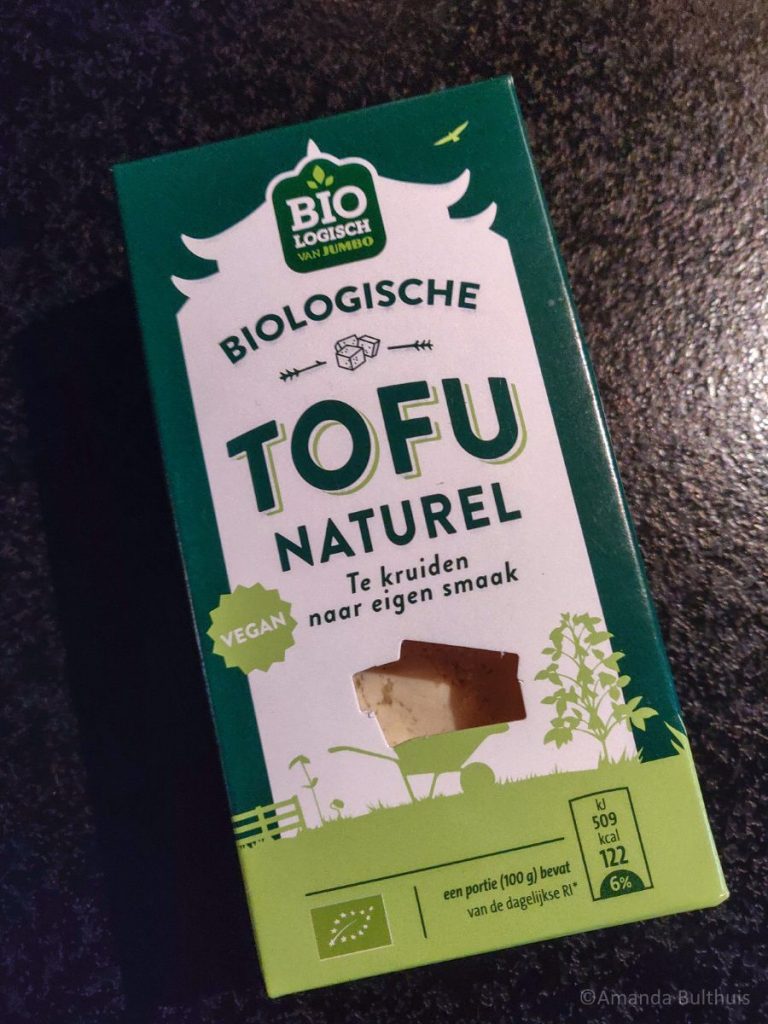 BIO
LOGISCH
VAN JUMBO
BIOLOGISCHE
TOFU
NATUREL
Te kruiden
naar eigen smaak
VEGAN
kJ
509
kcal
122
6%
een portie (100 g) bevat
van de dagelijkse RI*
©Amanda Bulthuis